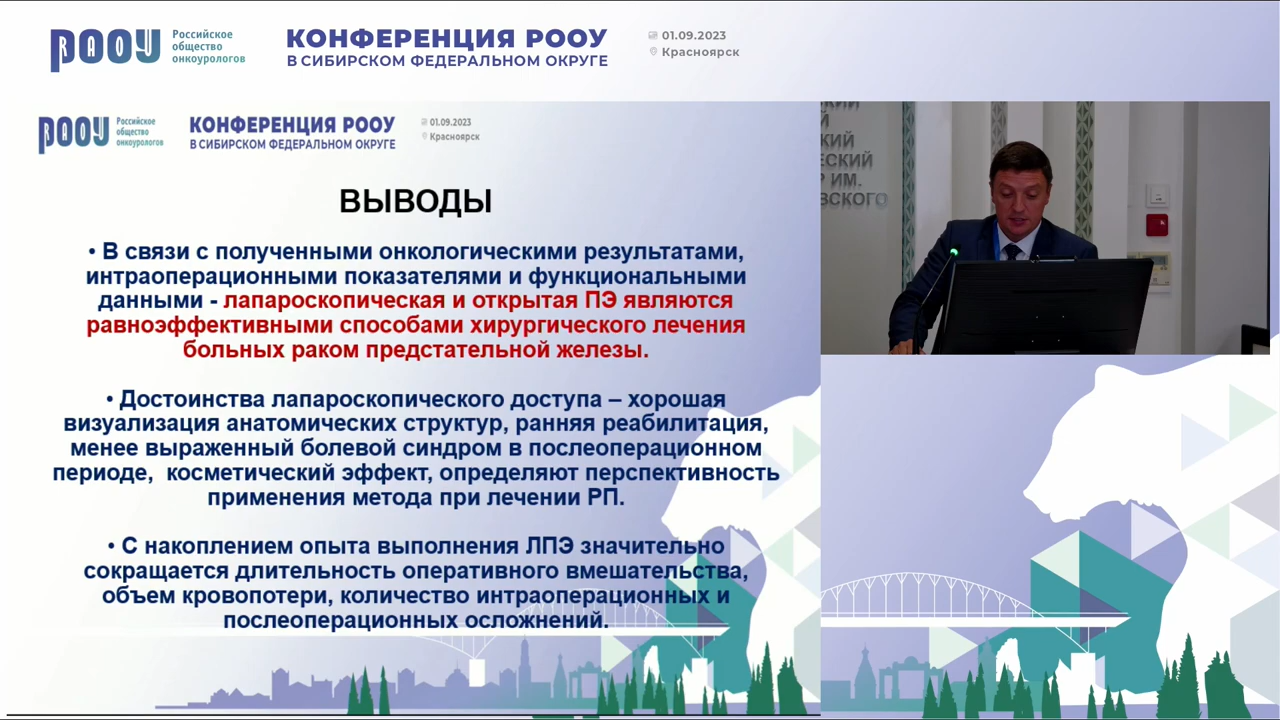 РООУ
RAOU
Российское
общество
онкоурологов
КОНФЕРЕНЦИЯ РООУ
В СИБИРСКОМ ФЕДЕРАЛЬНОМ ОКРУГЕ
01.09.2023
Красноярск
РООУ
RAOU
Российское
общество
онкоурологов
КОНФЕРЕНЦИЯ РООУ
В СИБИРСКОМ ФЕДЕРАЛЬНОМ ОКРУГЕ
01.09.2023
Красноярск
ВЫВОДЫ
• В связи с полученными онкологическими результатами,
интраоперационными показателями и функциональными
данными - лапароскопическая и открытая ПЭ являются
равноэффективными способами хирургического лечения
больных раком предстательной железы.
• Достоинства лапароскопического доступа – хорошая
визуализация анатомических структур, ранняя реабилитация,
менее выраженный болевой синдром в послеоперационном
периоде, косметический эффект, определяют перспективность
применения метода при лечении РП.
• С накоплением опыта выполнения ЛПЭ значительно
сокращается длительность оперативного вмешательства,
объем кровопотери, количество интраоперационных и
послеоперационных осложнений.
ИМ.